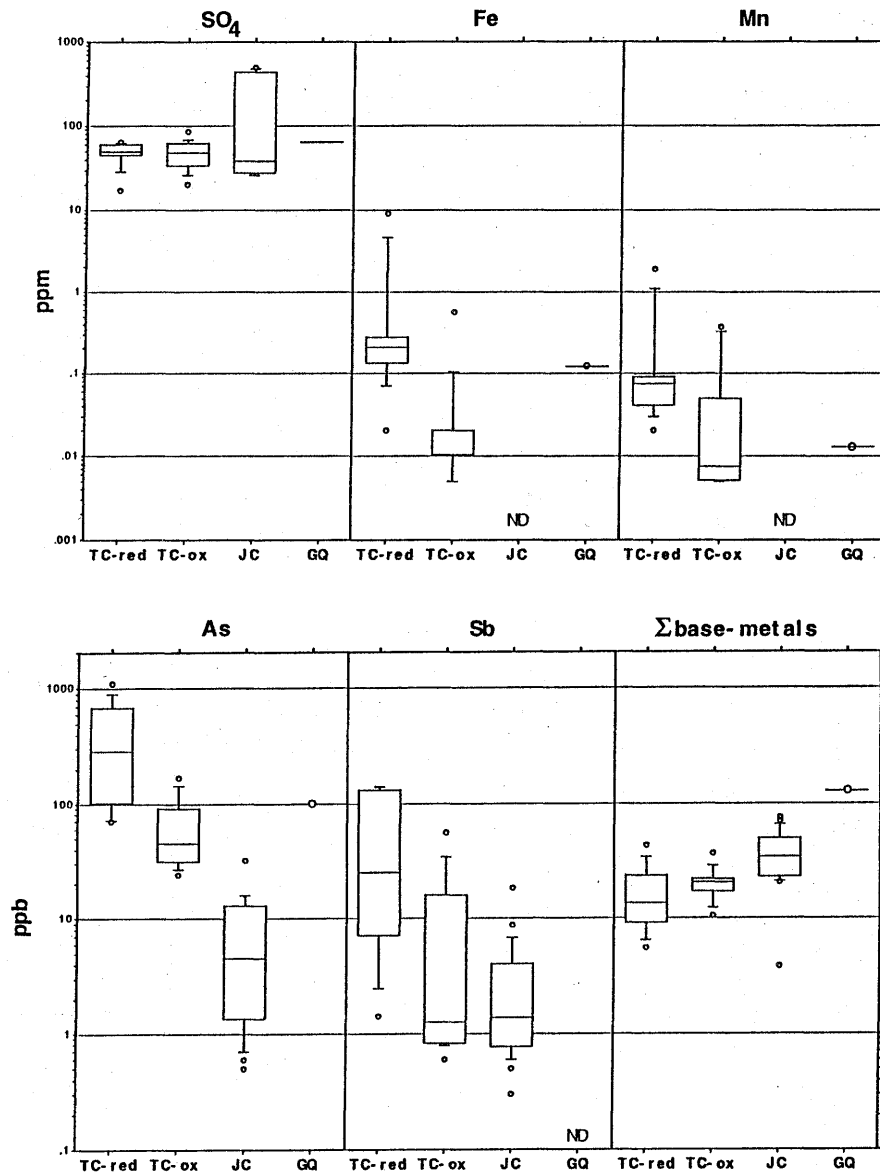 SO4 Fe Mn
1000
100
10
1
.1
.01
.001
ppm
ND ND
TC-red TC-ox JC GQ TC-red TC-ox JC GQ TC-red TC-ox JC GQ
As Sb Σbase-metals
1000
100
10
1
.1
ppb
ND
TC-red TC-ox JC GQ TC-red TC-ox JC GQ TC-red TC-ox JC GQ